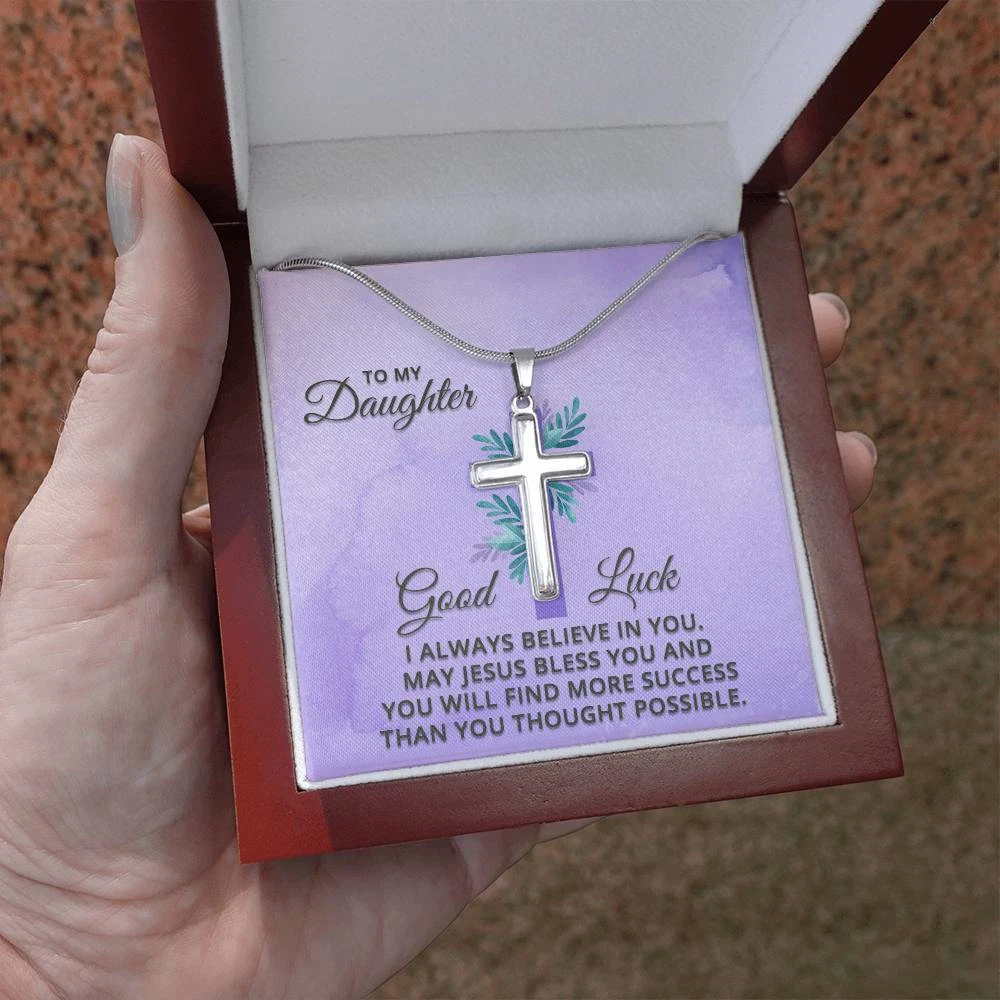 TO MY
Daughter
Good Luck
I ALWAYS BELIEVE IN YOU.
MAY JESUS BLESS YOU AND
YOU WILL FIND MORE SUCCESS
THAN YOU THOUGHT POSSIBLE.